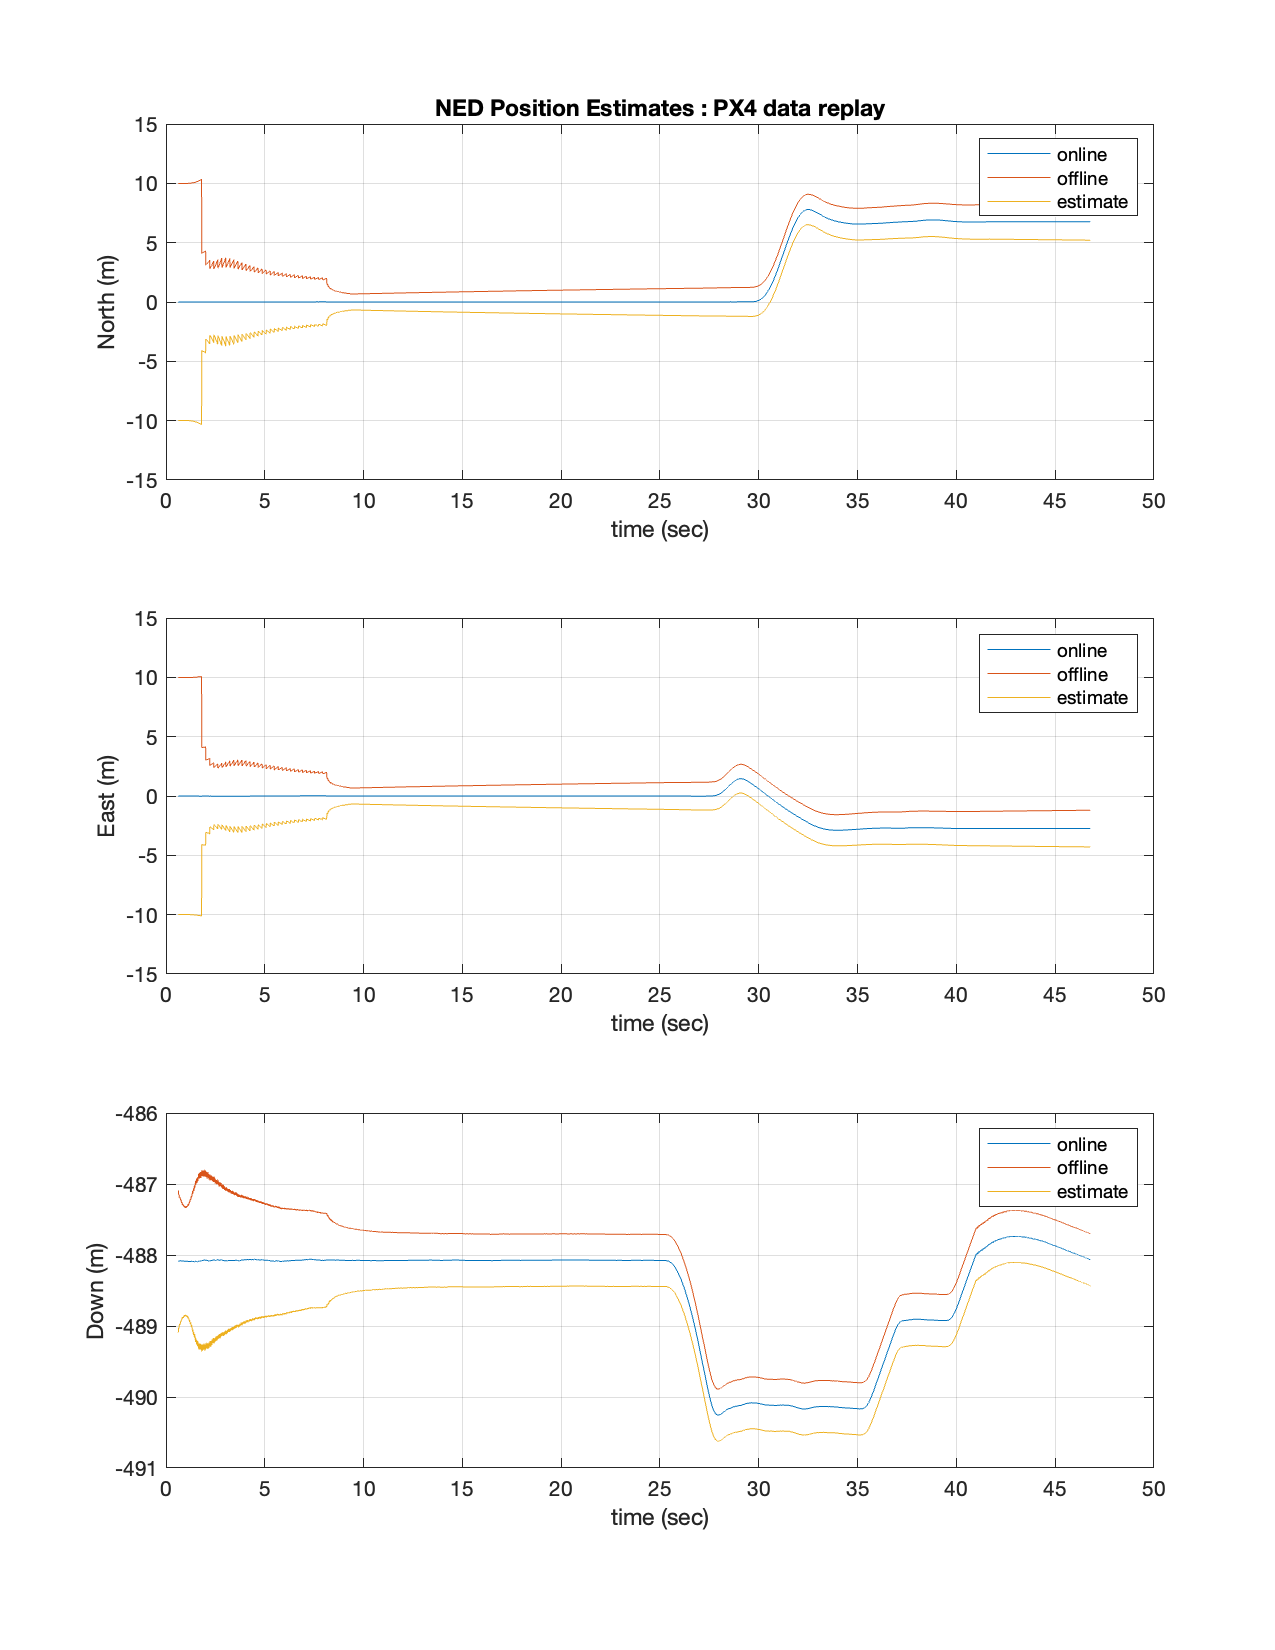 NED Position Estimates : PX4 data replay
15
10
5
0
-5
-10
-15
North (m)
online
offline
estimate
0 5 10 15 20 25 30 35 40 45 50
time (sec)
15
10
5
0
-5
-10
-15
East (m)
online
offline
estimate
0 5 10 15 20 25 30 35 40 45 50
time (sec)
-486
-487
-488
-489
-490
-491
Down (m)
online
offline
estimate
0 5 10 15 20 25 30 35 40 45 50
time (sec)